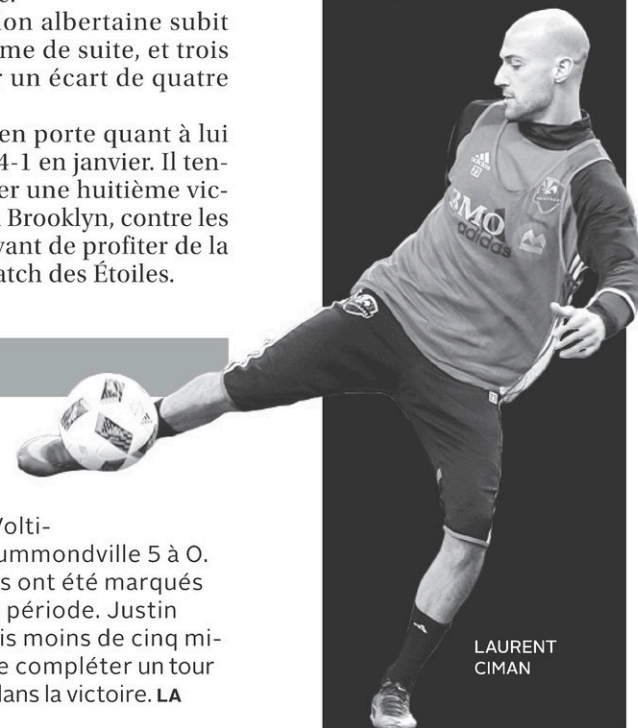 ion albertaine subit
me de suite, et trois
r un écart de quatre
en porte quant à lui
4-1 en janvier. Il ten-
er une huitième vic-
Brooklyn, contre les
vant de profiter de la
atch des Étoiles.
BMO
adidas
Volti-
ummondville 5 à 0.
s ont été marqués
période. Justin
is moins de cinq mi-
e compléter un tour
dans la victoire. LA
LAURENT
CIMAN